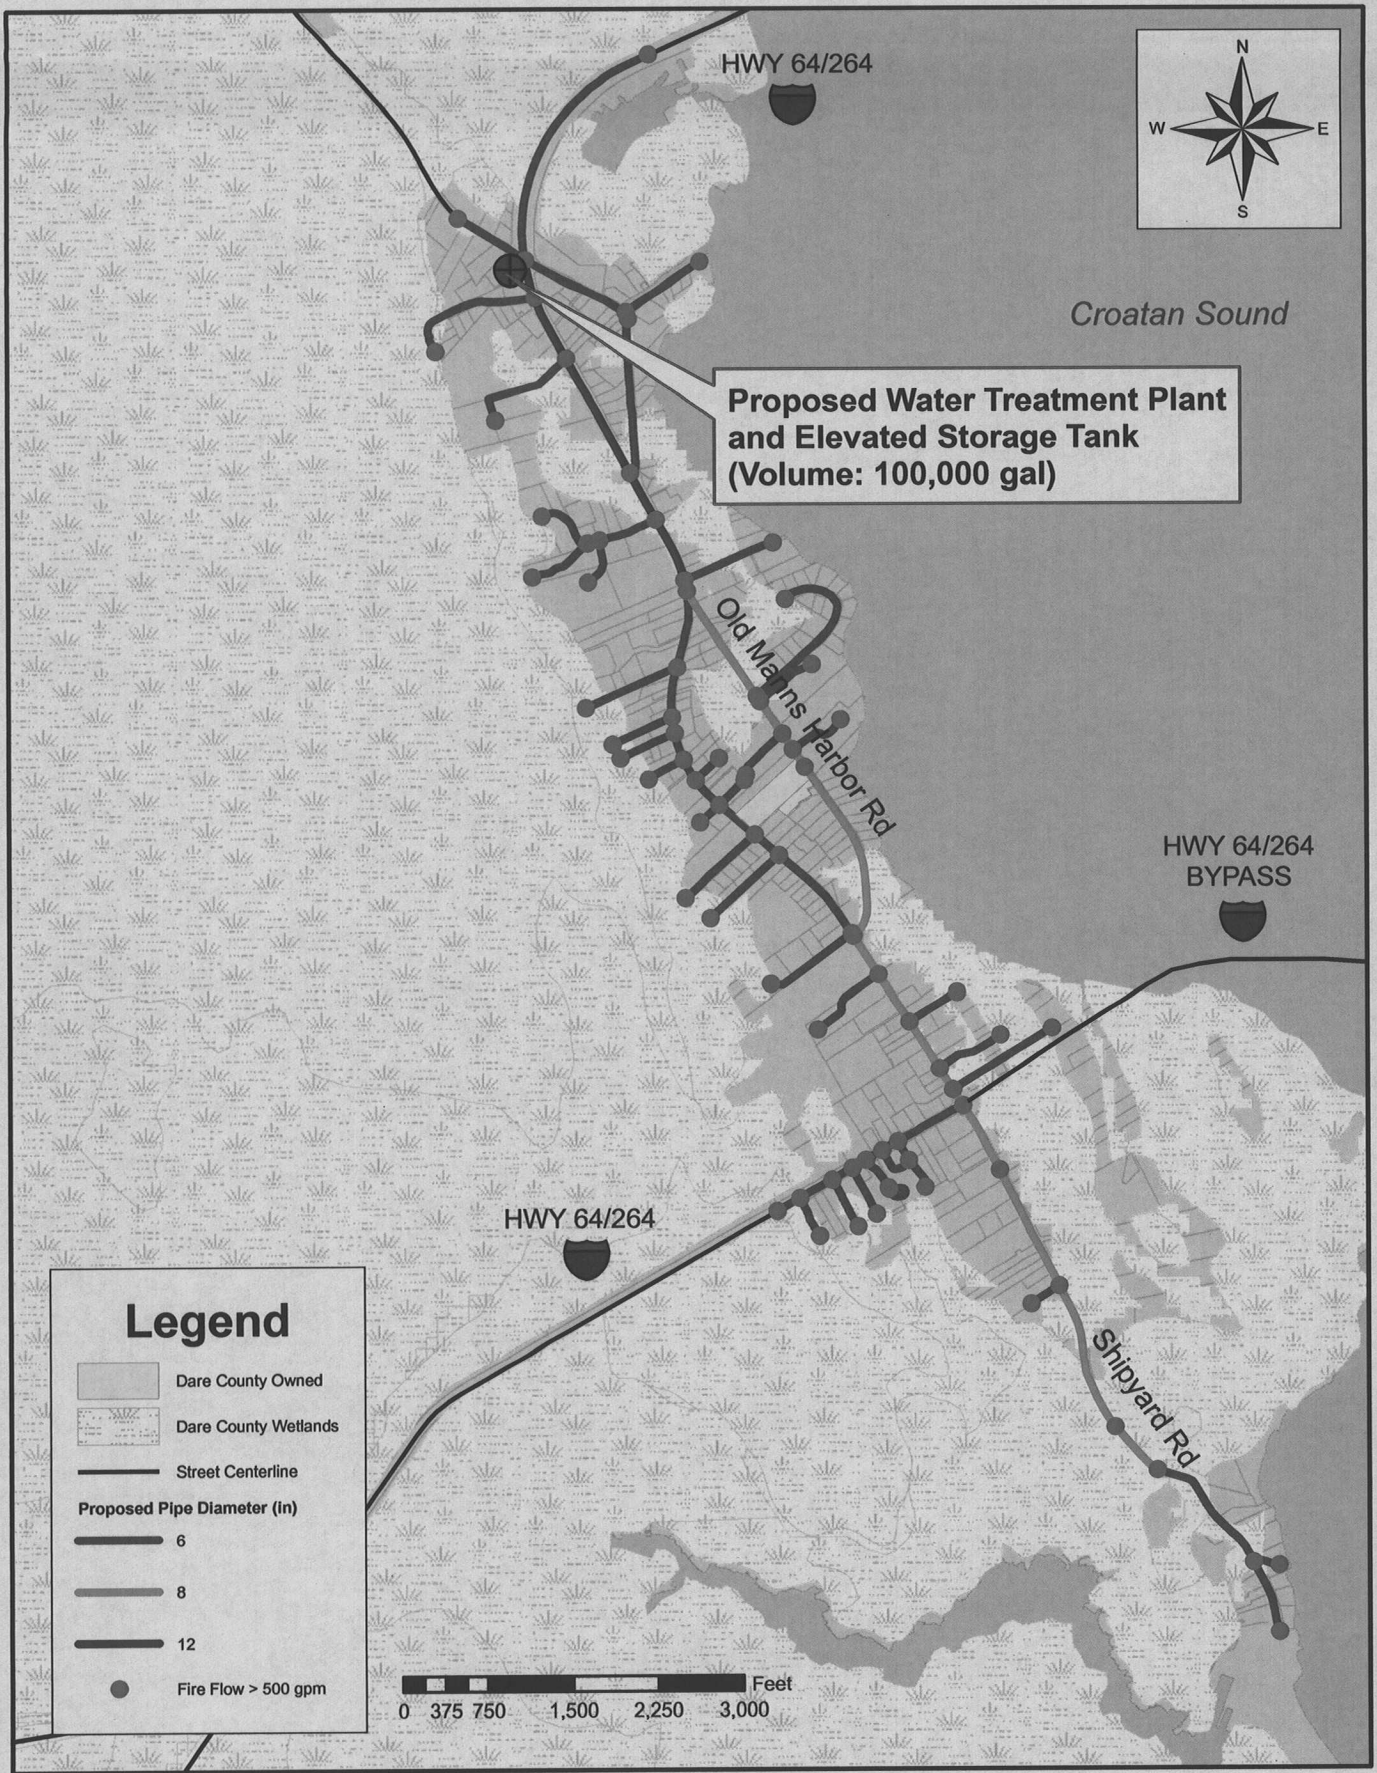 HWY 64/264
N
W
E
S
Croatan Sound
Proposed Water Treatment Plant
and Elevated Storage Tank
(Volume: 100,000 gal)
Old Manns Harbor Rd
HWY 64/264
BYPASS
HWY 64/264
Shipyard Rd
Legend
Dare County Owned
Dare County Wetlands
Street Centerline
Proposed Pipe Diameter (in)
6
8
12
Fire Flow > 500 gpm
Feet
0 375 750 1,500 2,250 3,000